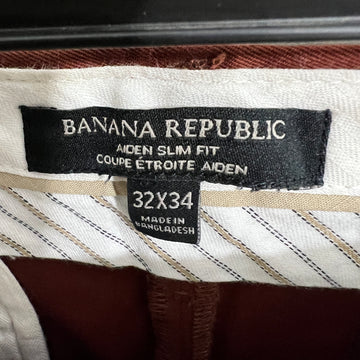 BANANA REPUBLIC
AIDEN SLIM FIT
COUPE ÉTROITE AIDEN
32X34
MADE IN
BANGLADESH